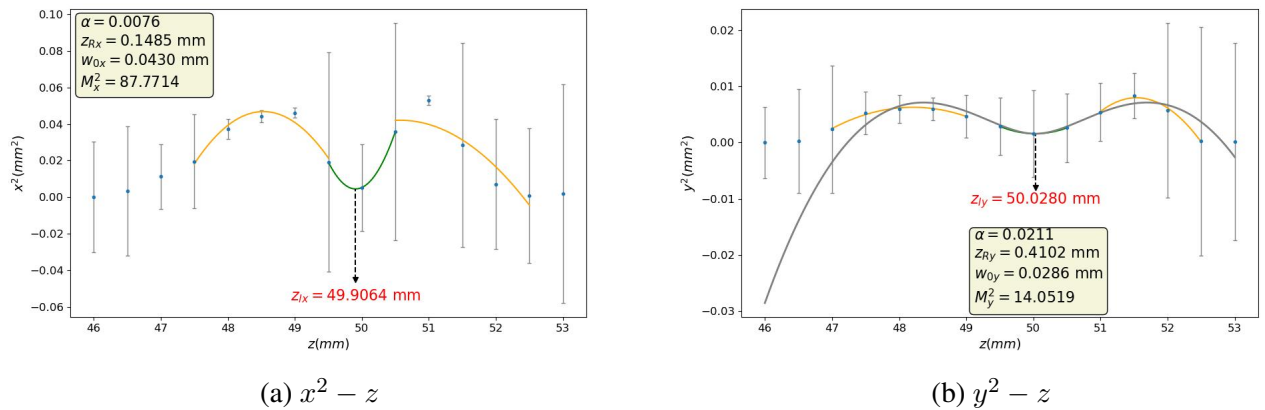 α = 0.0076
z_Rx = 0.1485 mm
w_0x = 0.0430 mm
M_x^2 = 87.7714
0.10
0.08
0.06
0.04
0.02
0.00
−0.02
−0.04
−0.06
x^2(mm^2)
z_lx = 49.9064 mm
46 47 48 49 50 51 52 53
z(mm)
(a) x^2 − z
0.02
0.01
0.00
−0.01
−0.02
−0.03
y^2(mm^2)
z_ly = 50.0280 mm
α = 0.0211
z_Ry = 0.4102 mm
w_0y = 0.0286 mm
M_y^2 = 14.0519
46 47 48 49 50 51 52 53
z(mm)
(b) y^2 − z